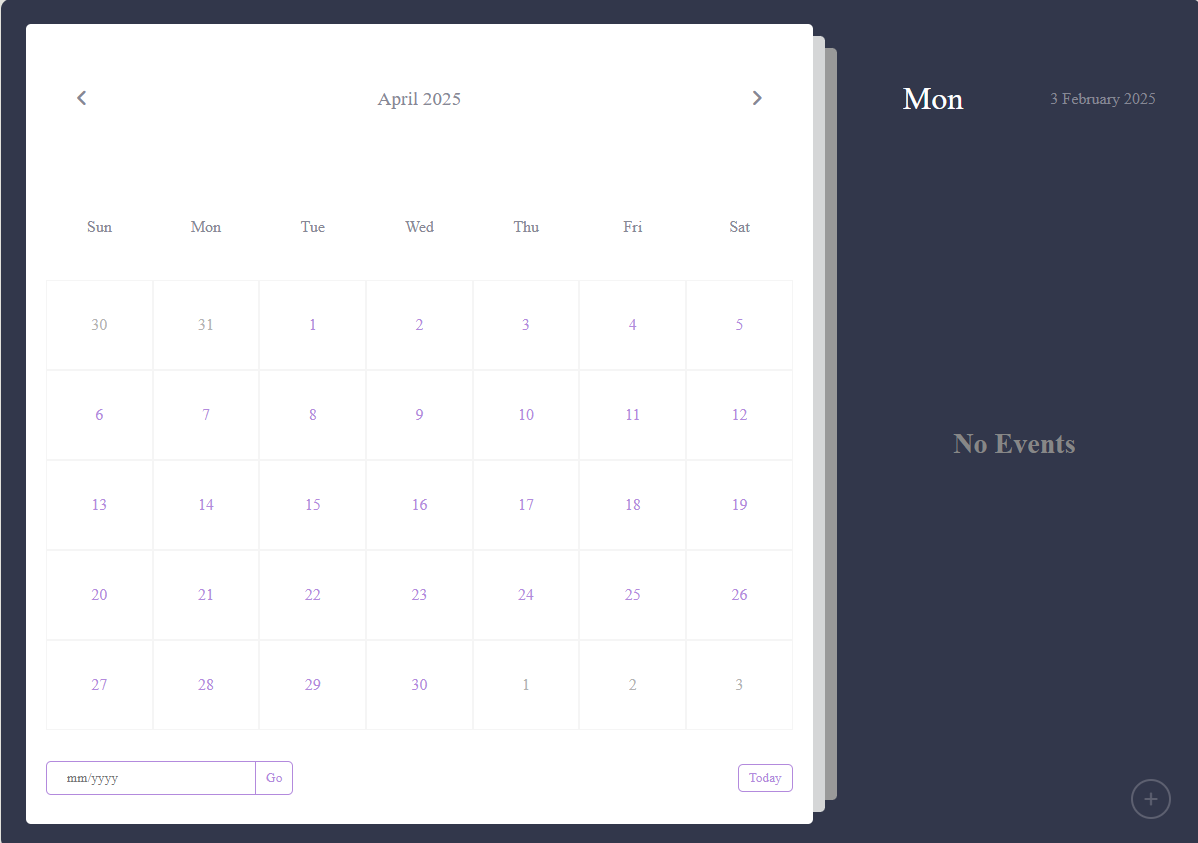 April 2025
Mon 3 February 2025
Sun Mon Tue Wed Thu Fri Sat
30 31 1 2 3 4 5
6 7 8 9 10 11 12
No Events
13 14 15 16 17 18 19
20 21 22 23 24 25 26
27 28 29 30 1 2 3
mm/yyyy Go Today
+